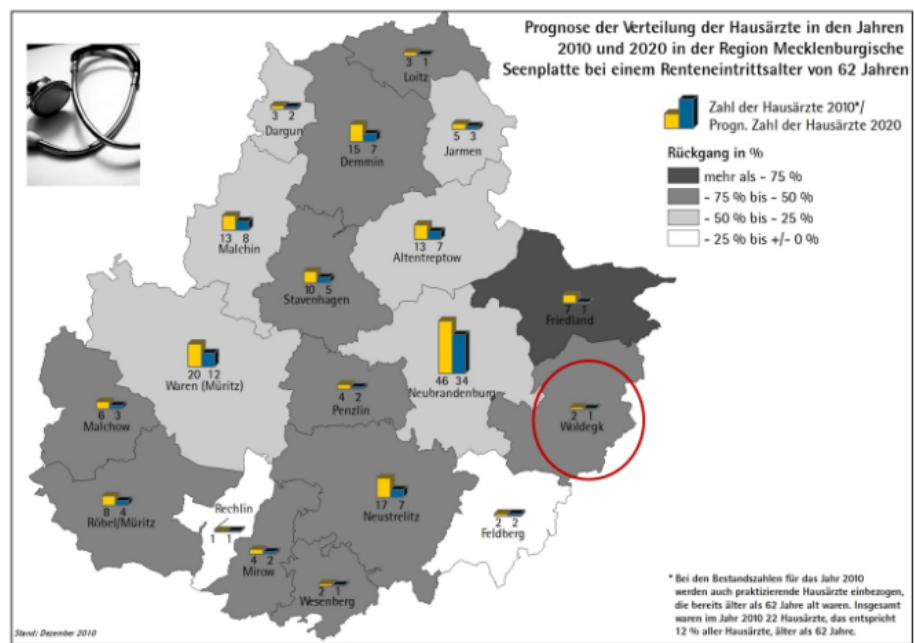 Prognose der Verteilung der Hausärzte in den Jahren
2010 und 2020 in der Region Mecklenburgische
Seenplatte bei einem Renteneintrittsalter von 62 Jahren
Zahl der Hausärzte 2010*/
Progn. Zahl der Hausärzte 2020
Rückgang in %
mehr als - 75 %
- 75 % bis - 50 %
- 50 % bis - 25 %
- 25 % bis +/- 0 %
3 1
Loitz
3 2
Dargun
15 7
Demmin
5 3
Jarmen
13 8
Malchin
13 7
Altentreptow
10 5
Stavenhagen
7 1
Friedland
20 12
Waren (Müritz)
46 34
Neubrandenburg
4 2
Penzlin
6 3
Malchow
2 1
Woldegk
8 4
Röbel/Müritz
Rechlin
1 1
17 7
Neustrelitz
2 2
Feldberg
4 2
Mirow
2 1
Wesenberg
* Bei den Bestandszahlen für das Jahr 2010
werden auch praktizierende Hausärzte einbezogen,
die bereits älter als 62 Jahre alt waren. Insgesamt
waren im Jahr 2010 22 Hausärzte, das entspricht
12 % aller Hausärzte, älter als 62 Jahre.
Stand: Dezember 2010